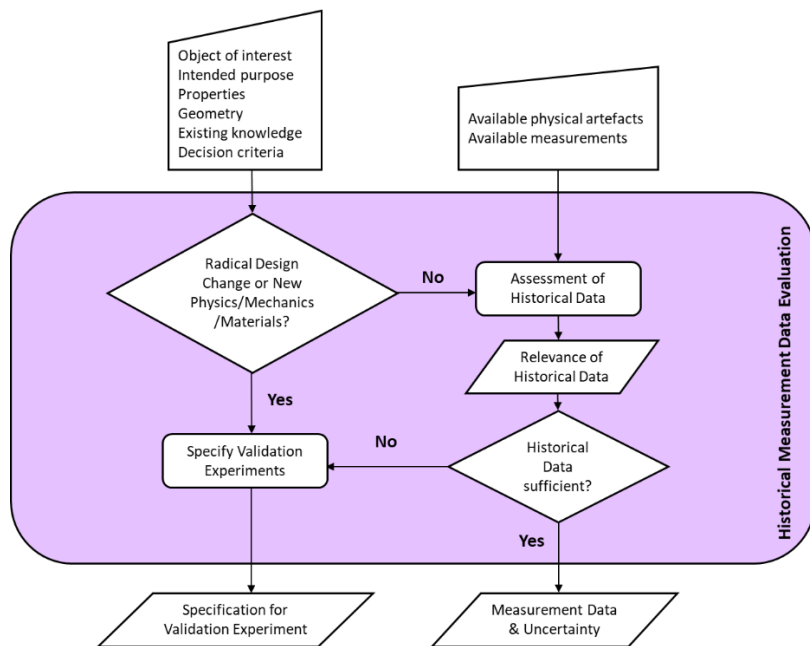 Object of interest
Intended purpose
Properties
Geometry
Existing knowledge
Decision criteria
Available physical artefacts
Available measurements
Radical Design
Change or New
Physics/Mechanics
/Materials?
No
Assessment of
Historical Data
Relevance of
Historical Data
Yes
Specify Validation
Experiments
No
Historical
Data
sufficient?
Yes
Specification for
Validation Experiment
Measurement Data
& Uncertainty
Historical Measurement Data Evaluation